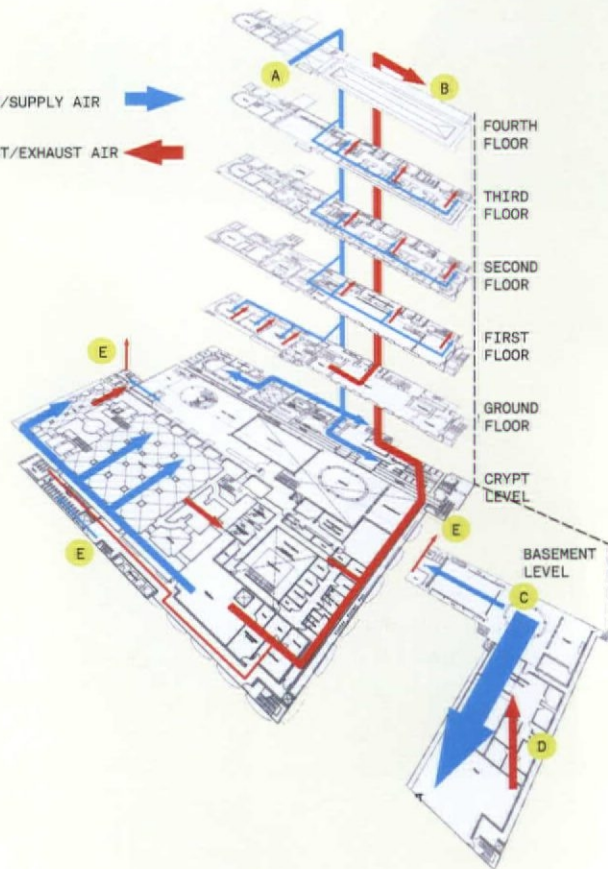 A
B
/SUPPLY AIR
T/EXHAUST AIR
FOURTH
FLOOR
THIRD
FLOOR
SECOND
FLOOR
FIRST
FLOOR
E
GROUND
FLOOR
CRYPT
LEVEL
E
E
BASEMENT
LEVEL
C
D